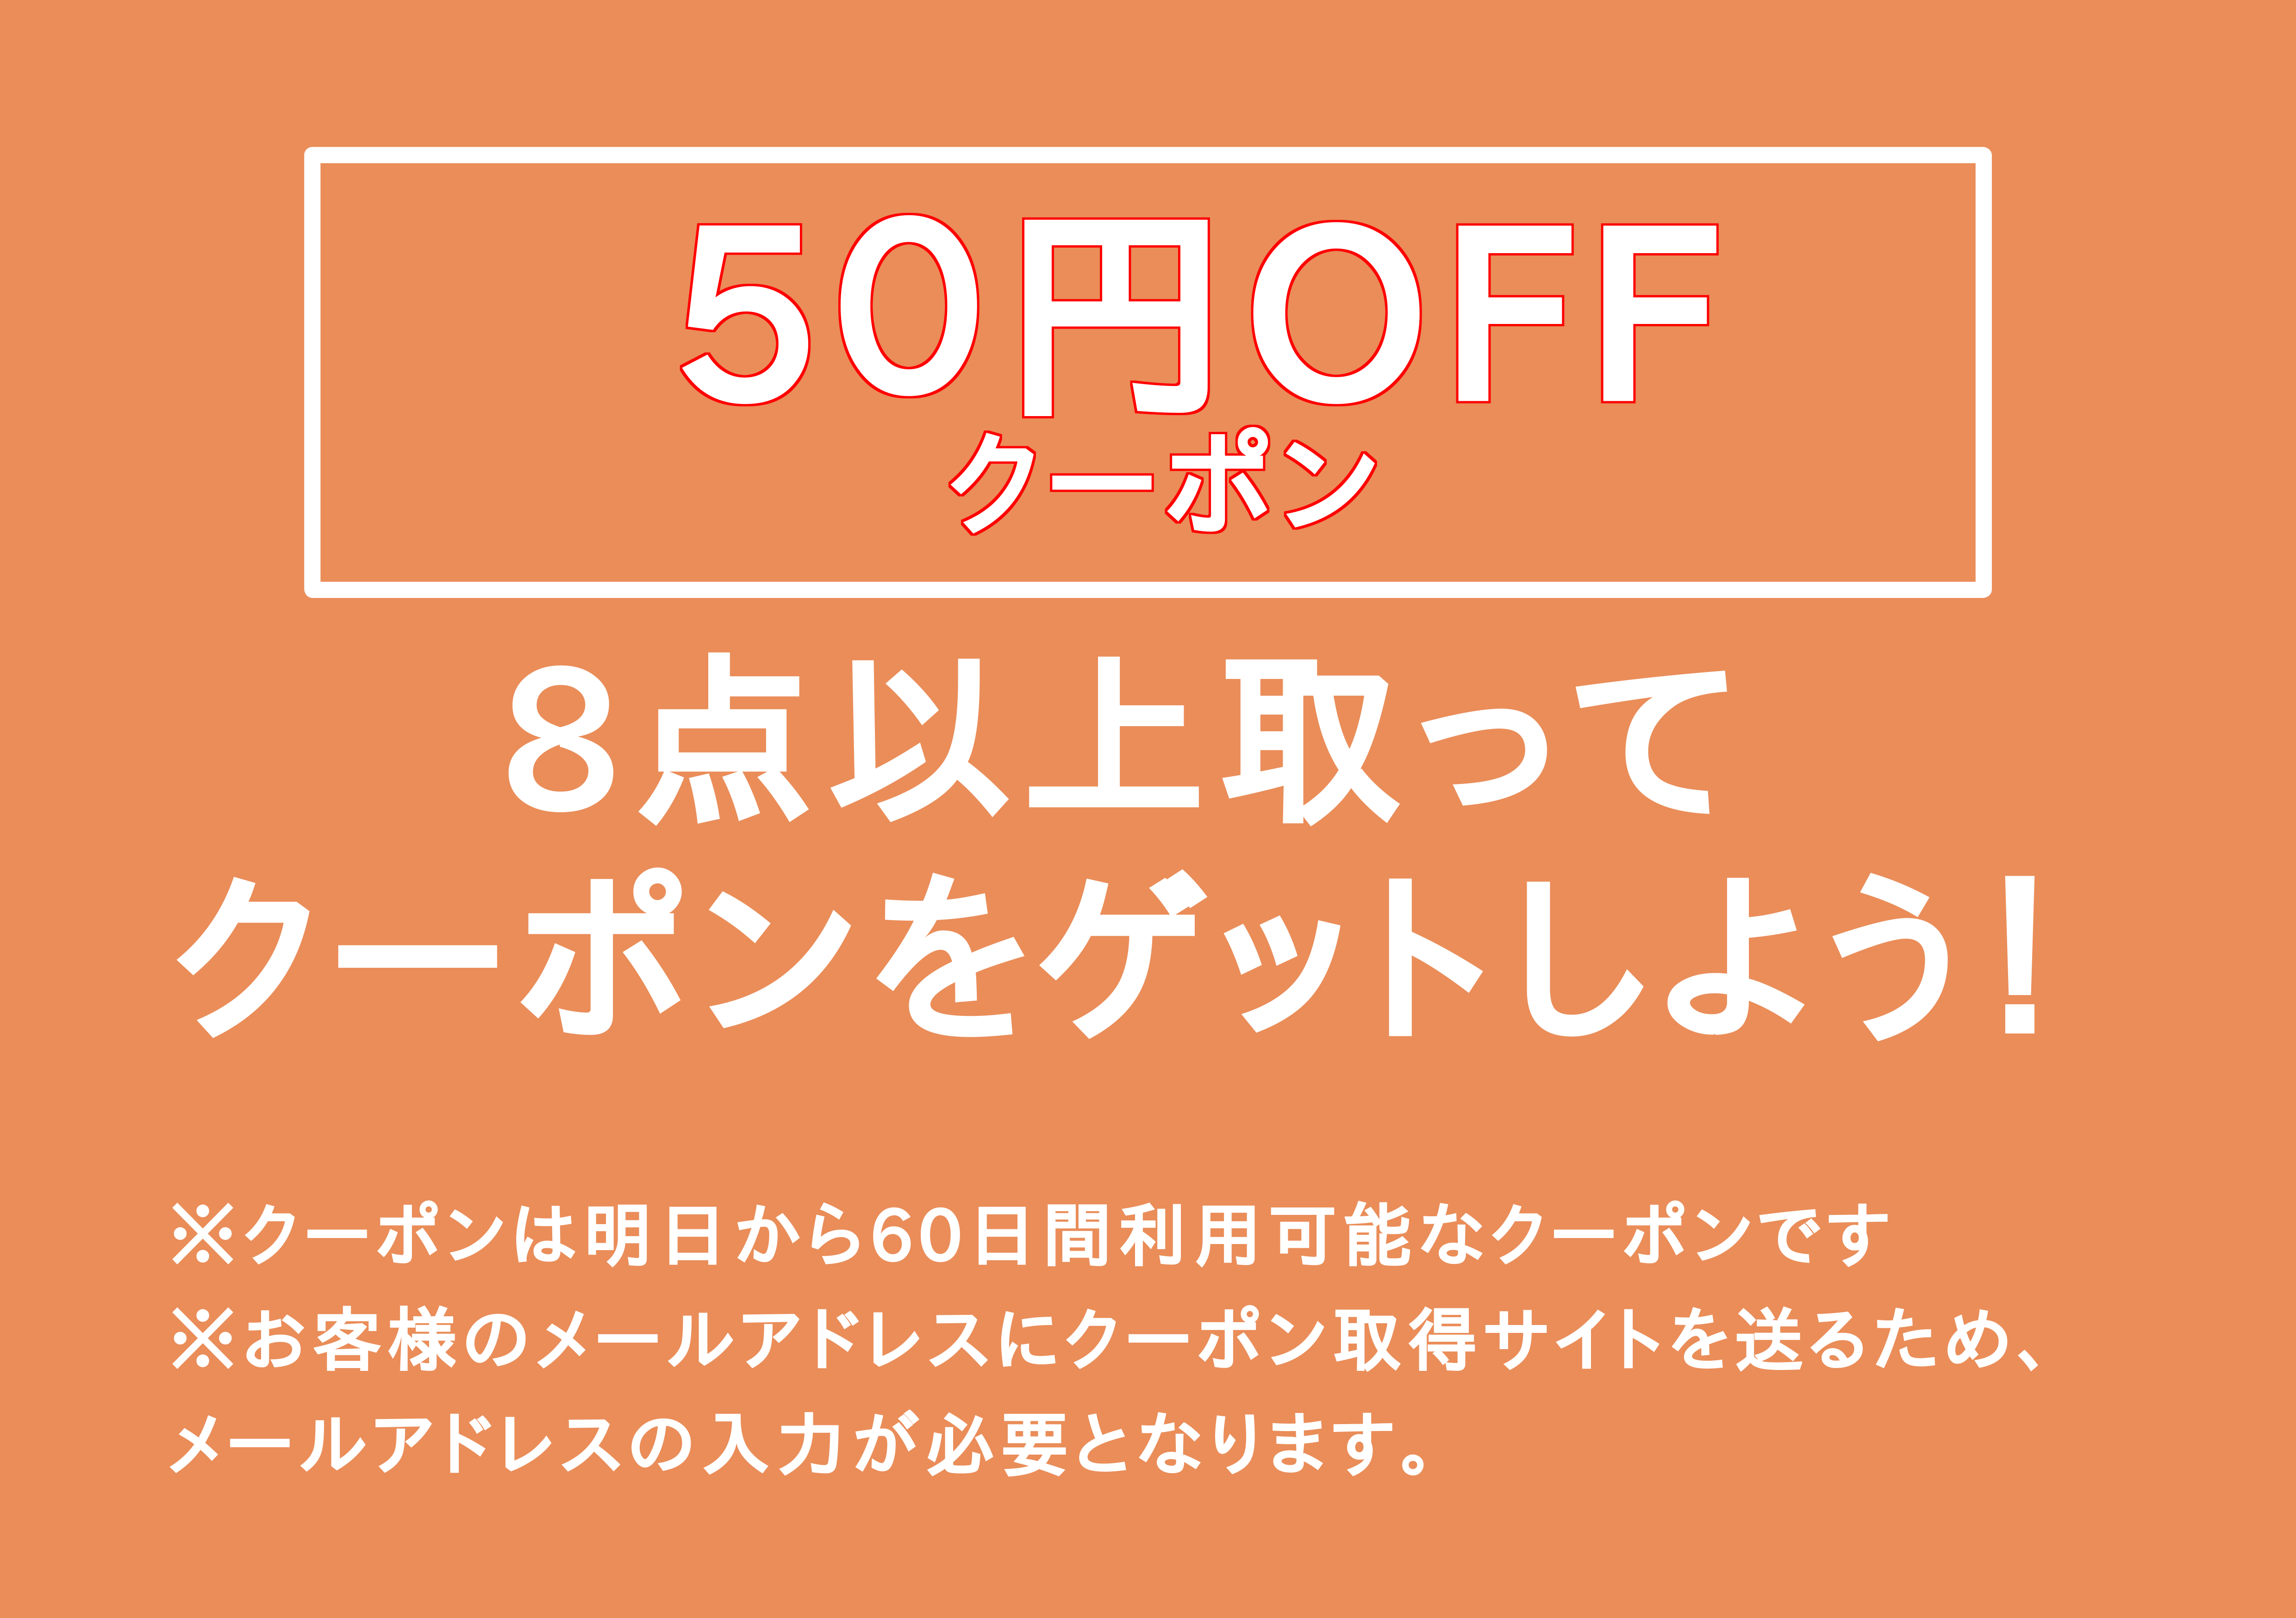 50円OFF
クーポン
8点以上取って
クーポンをゲットしよう！
※クーポンは明日から60日間利用可能なクーポンです
※お客様のメールアドレスにクーポン取得サイトを送るため、
メールアドレスの入力が必要となります。